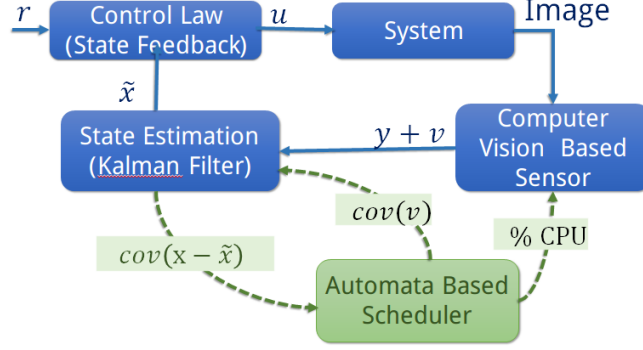 r
Control Law
(State Feedback)
u
System
Image
x̃
State Estimation
(Kalman Filter)
y + v
Computer
Vision Based
Sensor
cov(v)
% CPU
cov(x − x̃)
Automata Based
Scheduler